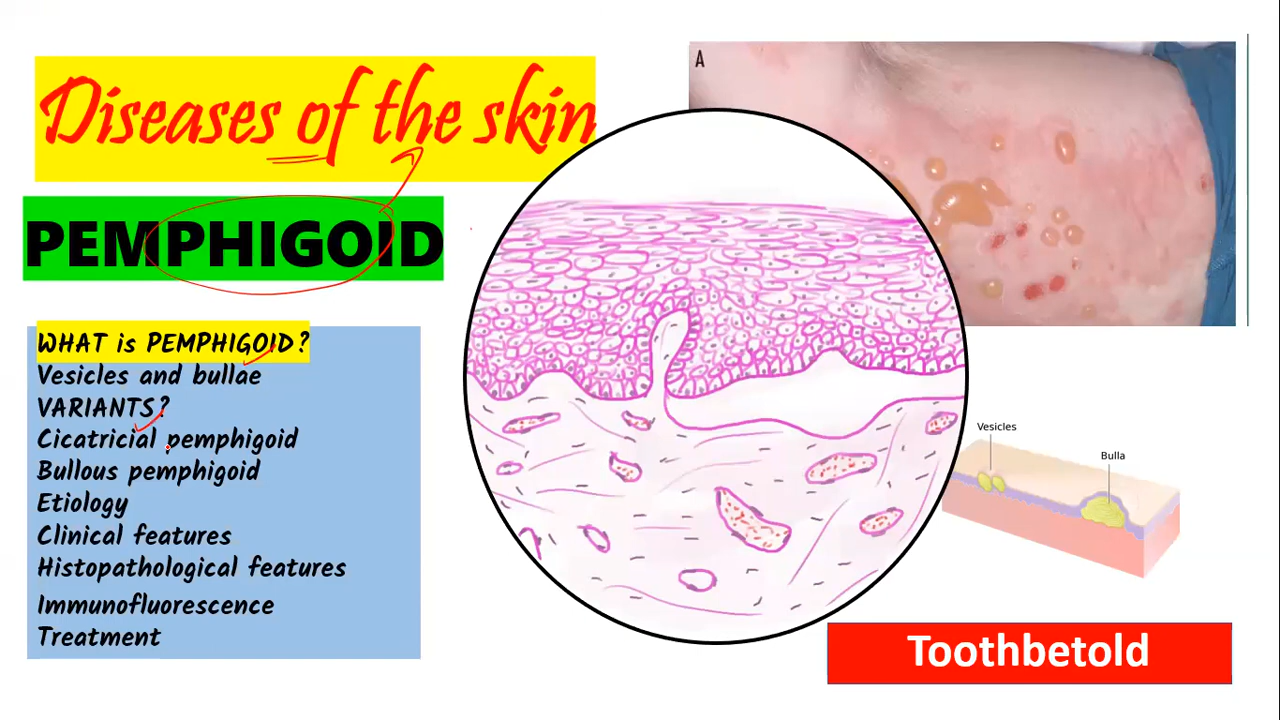 Diseases of the skin
PEMPHIGOID
WHAT is PEMPHIGOID?
Vesicles and bullae
VARIANTS?
Cicatricial pemphigoid
Bullous pemphigoid
Etiology
Clinical features
Histopathological features
Immunofluorescence
Treatment
A
Vesicles
Bulla
Toothbetold